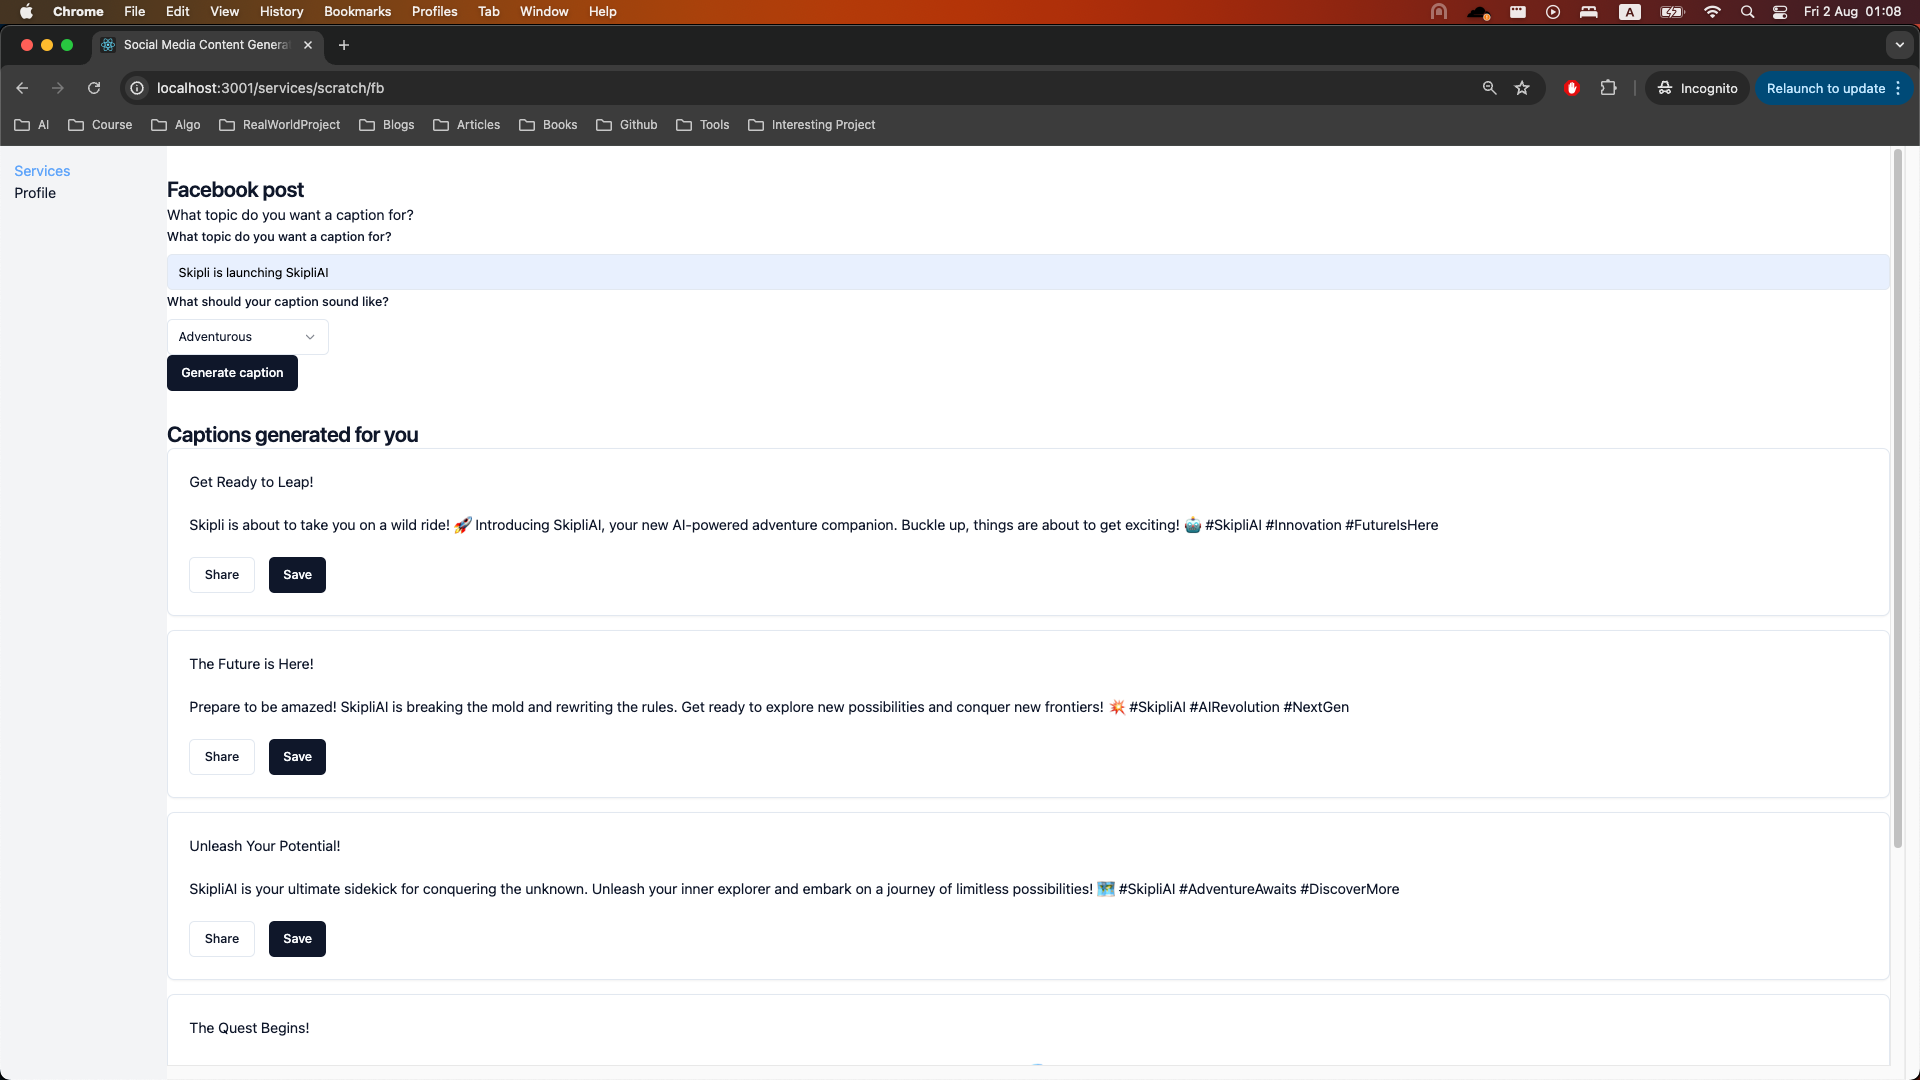 Chrome File Edit View History Bookmarks Profiles Tab Window Help A Fri 2 Aug 01:08
Social Media Content Genera
localhost:3001/services/scratch/fb Incognito Relaunch to update
AI Course Algo RealWorldProject Blogs Articles Books Github Tools Interesting Project
Services
Profile
Facebook post
What topic do you want a caption for?
What topic do you want a caption for?
Skipli is launching SkipliAI
What should your caption sound like?
Adventurous
Generate caption
Captions generated for you
Get Ready to Leap!
Skipli is about to take you on a wild ride! 🚀 Introducing SkipliAI, your new AI-powered adventure companion. Buckle up, things are about to get exciting! 🤖 #SkipliAI #Innovation #FutureIsHere
Share Save
The Future is Here!
Prepare to be amazed! SkipliAI is breaking the mold and rewriting the rules. Get ready to explore new possibilities and conquer new frontiers! 💥 #SkipliAI #AIRevolution #NextGen
Share Save
Unleash Your Potential!
SkipliAI is your ultimate sidekick for conquering the unknown. Unleash your inner explorer and embark on a journey of limitless possibilities! 🗺️ #SkipliAI #AdventureAwaits #DiscoverMore
Share Save
The Quest Begins!